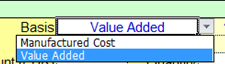 Basis Value Added
Manufactured Cost
Value Added